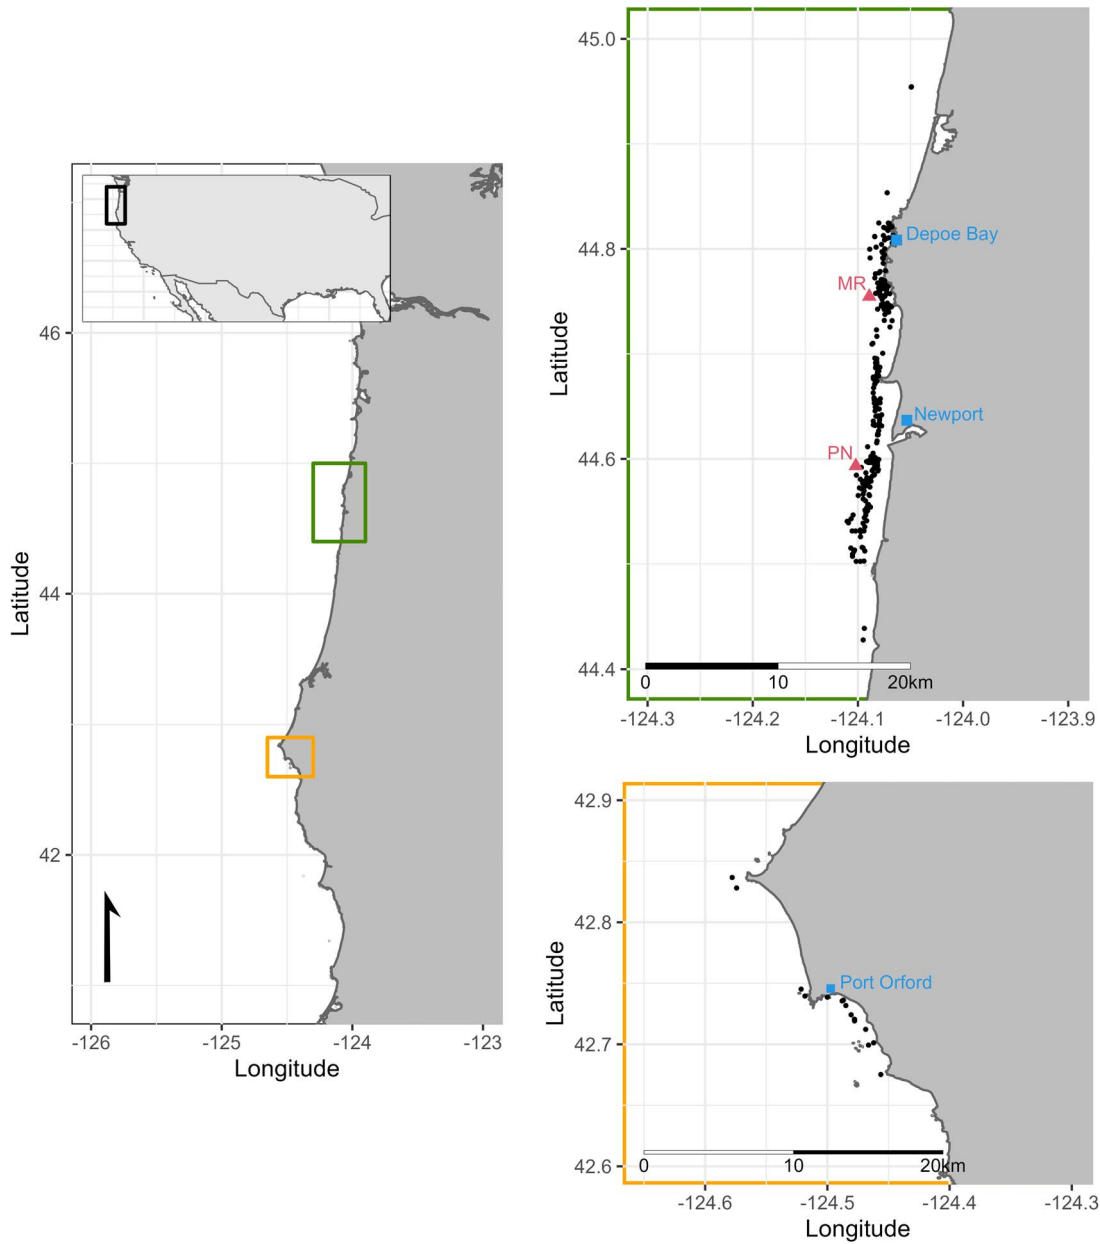 46
44
42
-126
-125
-124
-123
Longitude
Latitude
45.0
44.8
44.6
44.4
Depoe Bay
MR
Newport
PN
0
10
20km
-124.3
-124.2
-124.1
-124.0
-123.9
Longitude
Latitude
42.9
42.8
42.7
42.6
Port Orford
0
10
20km
-124.6
-124.5
-124.4
-124.3
Longitude
Latitude